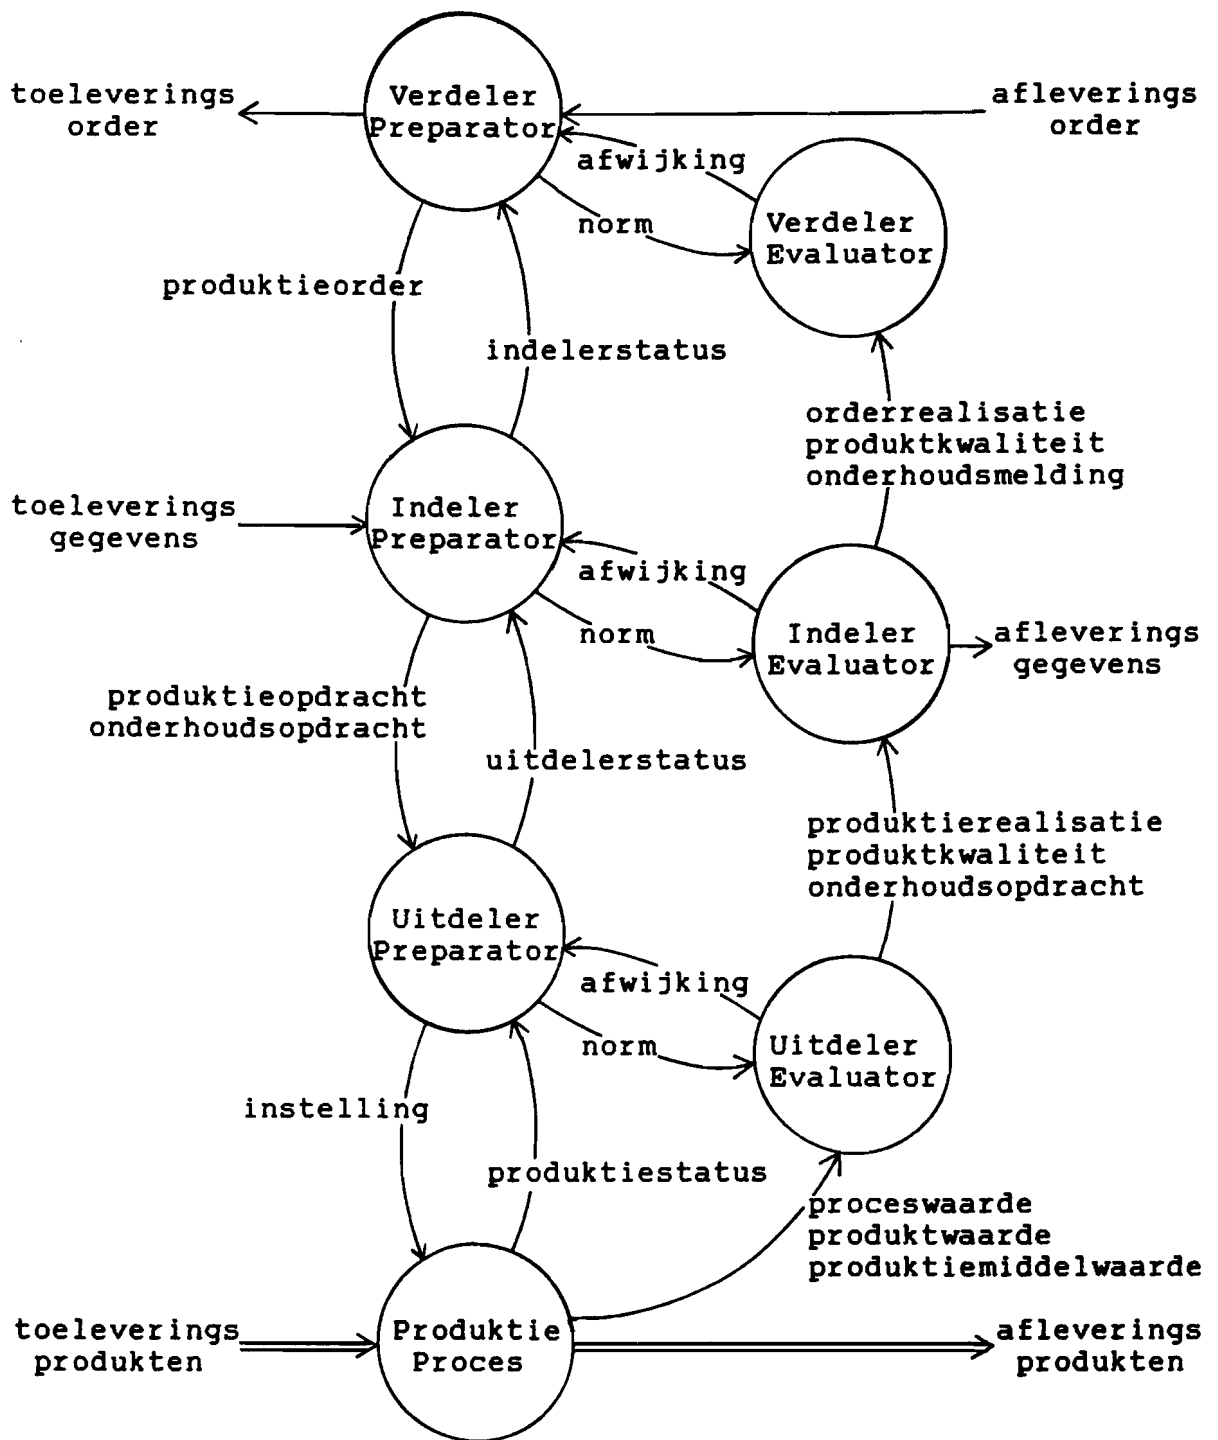 toeleverings
order
Verdeler
Preparator
afleverings
order
afwijking
norm
Verdeler
Evaluator
produktieorder
indelerstatus
orderrealisatie
produktkwaliteit
onderhoudsmelding
toeleverings
gegevens
Indeler
Preparator
afwijking
norm
Indeler
Evaluator
afleverings
gegevens
produktieopdracht
onderhoudsopdracht
uitdelerstatus
produktierealisatie
produktkwaliteit
onderhoudsopdracht
Uitdeler
Preparator
afwijking
norm
Uitdeler
Evaluator
instelling
produktiestatus
proceswaarde
produktwaarde
produktiemiddelwaarde
toeleverings
produkten
Produktie
Proces
afleverings
produkten